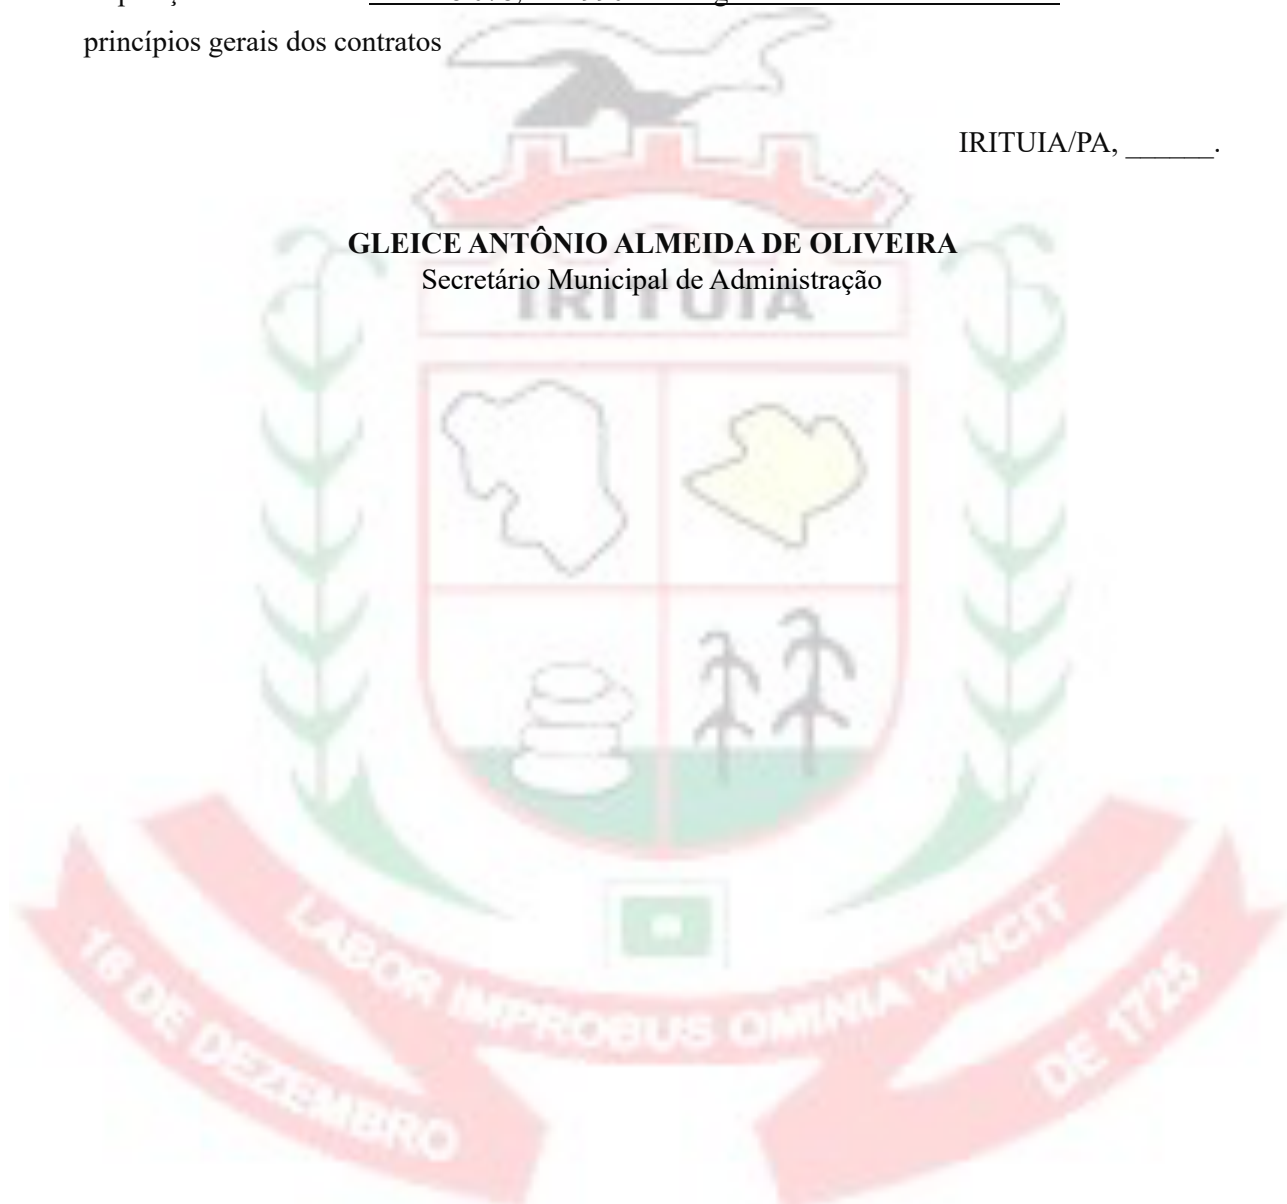 princípios gerais dos contratos
IRITUIA/PA, ______.
GLEICE ANTÔNIO ALMEIDA DE OLIVEIRA
Secretário Municipal de Administração
IRITUIA
LABOR IMPROBUS OMINIA VINCIT
16 DE DEZEMBRO
DE 1725